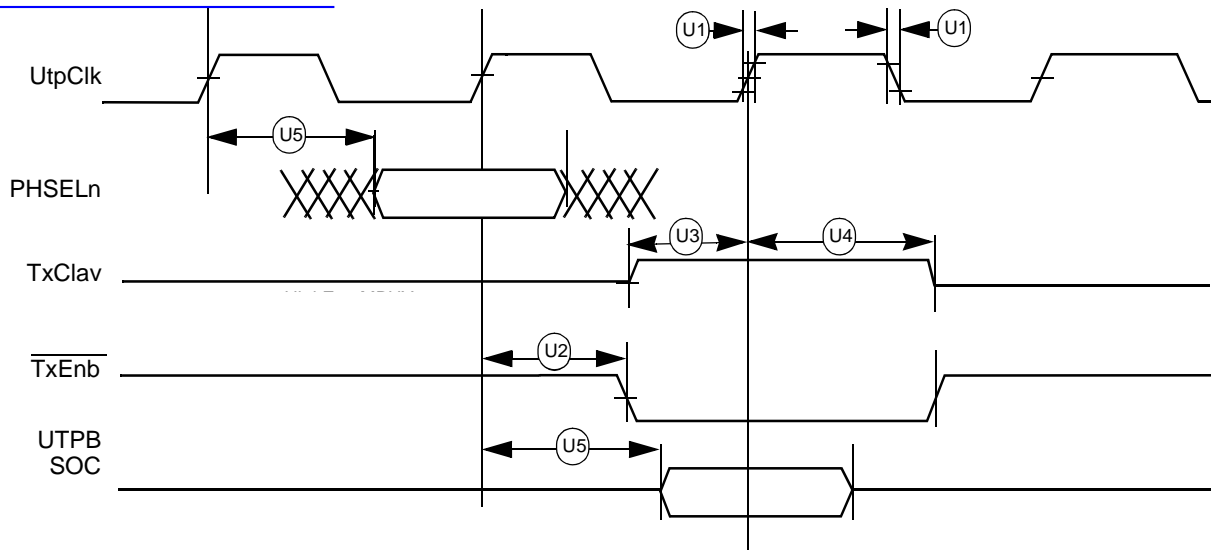 U1
U1
UtpClk
U5
PHSELn
U3
U4
TxClav
U2
TxEnb
UTPB
SOC
U5